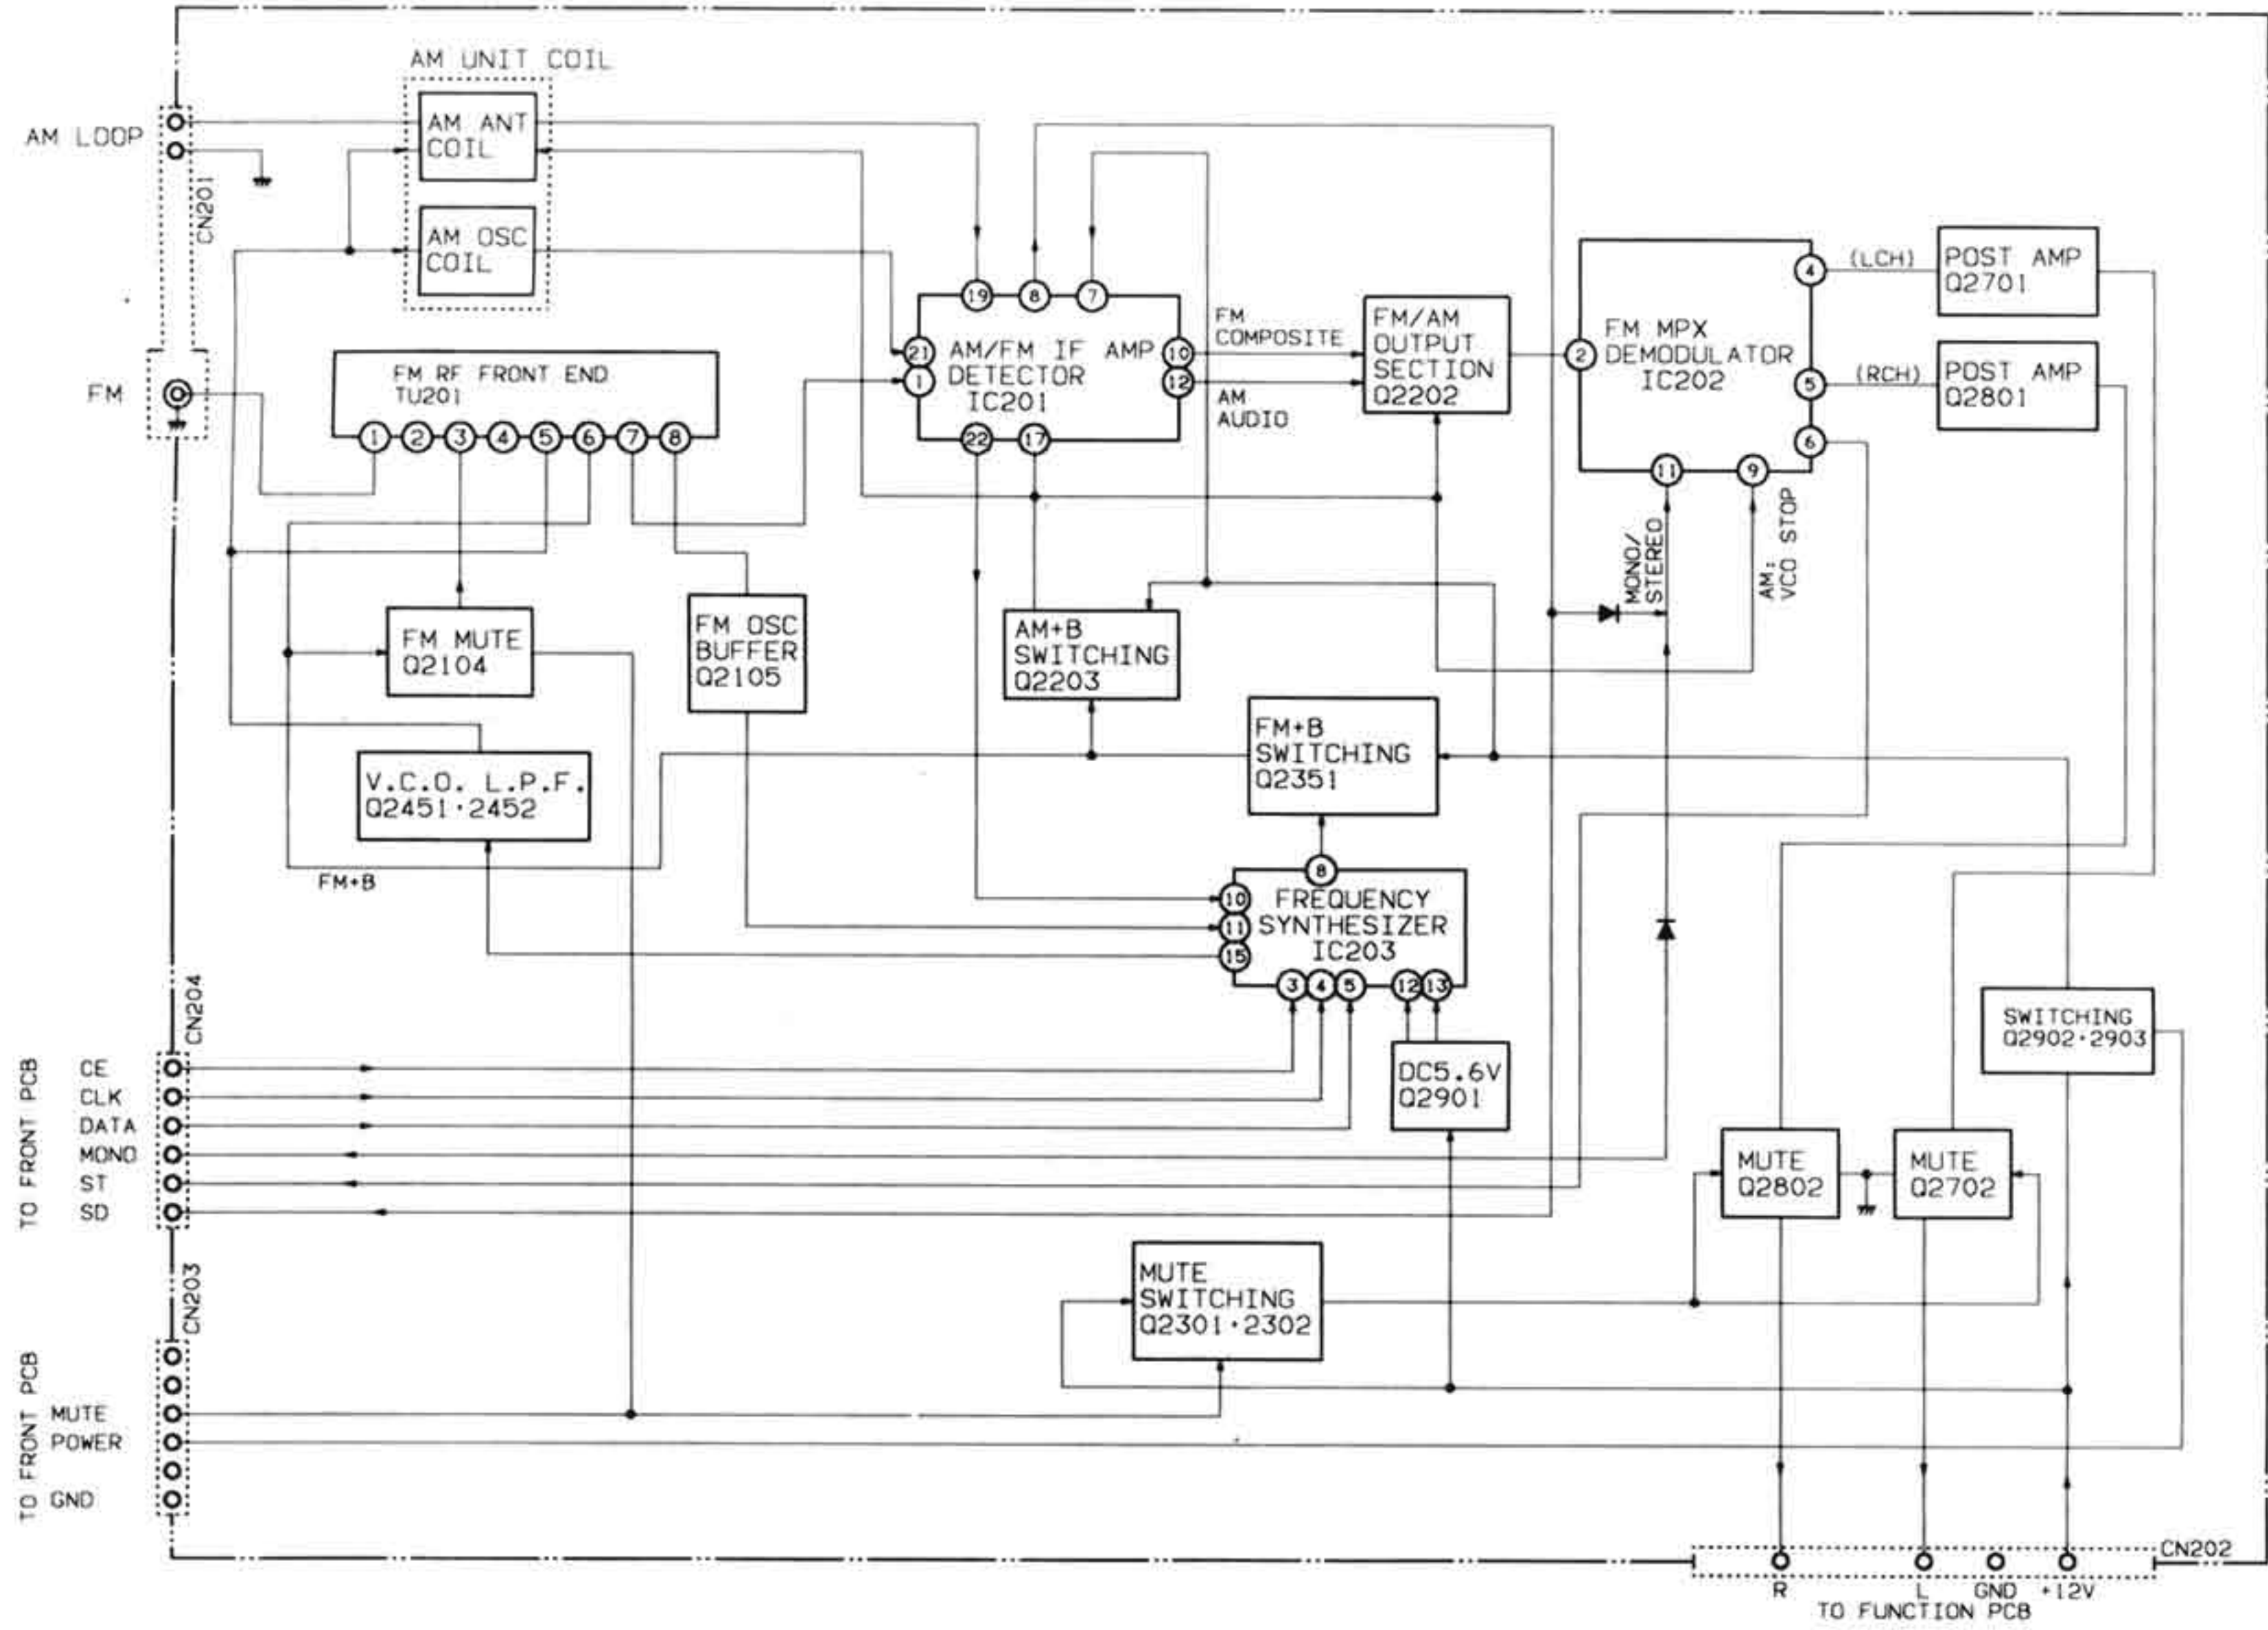 AM UNIT COIL
AM LOOP
AM ANT
COIL
CN201
AM OSC
COIL
FM
FM RF FRONT END
TU201
1 2 3 4 5 6 7 8
19 8 7
21
1
AM/FM IF AMP
DETECTOR
IC201
10
12
22 17
FM
COMPOSITE
AM
AUDIO
FM/AM
OUTPUT
SECTION
Q2202
2
FM MPX
DEMODULATOR
IC202
4
5
6
11 9
(LCH)
POST AMP
Q2701
(RCH)
POST AMP
Q2801
MONO/
STEREO
AM:
VCO STOP
FM MUTE
Q2104
FM OSC
BUFFER
Q2105
AM+B
SWITCHING
Q2203
FM+B
SWITCHING
Q2351
V.C.O. L.P.F.
Q2451·2452
FM+B
8
10
11
15
FREQUENCY
SYNTHESIZER
IC203
3 4 5 12 13
DC5.6V
Q2901
SWITCHING
Q2902·2903
CN204
TO FRONT PCB
CE
CLK
DATA
MONO
ST
SD
MUTE
Q2802
MUTE
Q2702
MUTE
SWITCHING
Q2301·2302
CN203
TO FRONT PCB
MUTE
POWER
GND
CN202
R L GND +12V
TO FUNCTION PCB